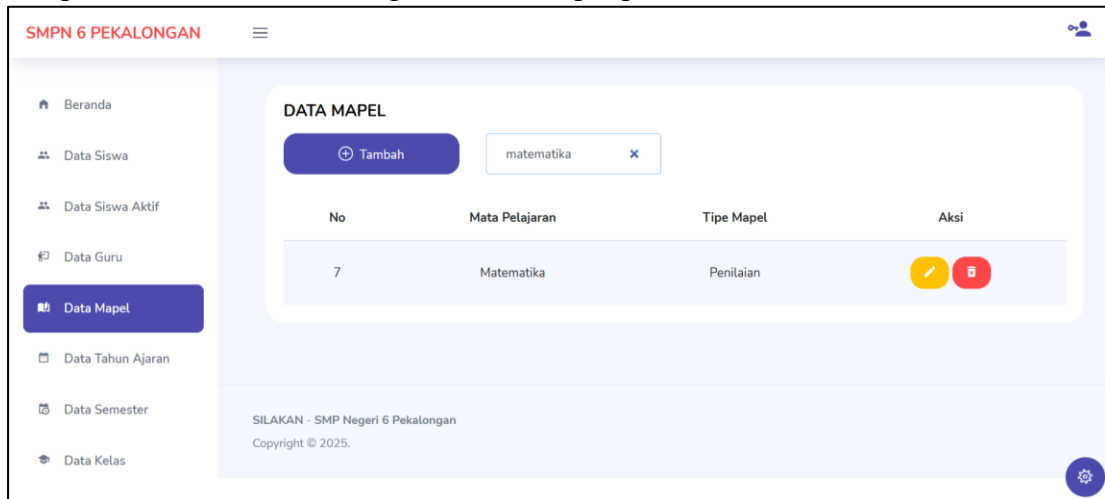 SMPN 6 PEKALONGAN
Beranda
Data Siswa
Data Siswa Aktif
Data Guru
Data Mapel
Data Tahun Ajaran
Data Semester
Data Kelas
DATA MAPEL
Tambah
matematika
No Mata Pelajaran Tipe Mapel Aksi
7 Matematika Penilaian
SILAKAN - SMP Negeri 6 Pekalongan
Copyright © 2025.